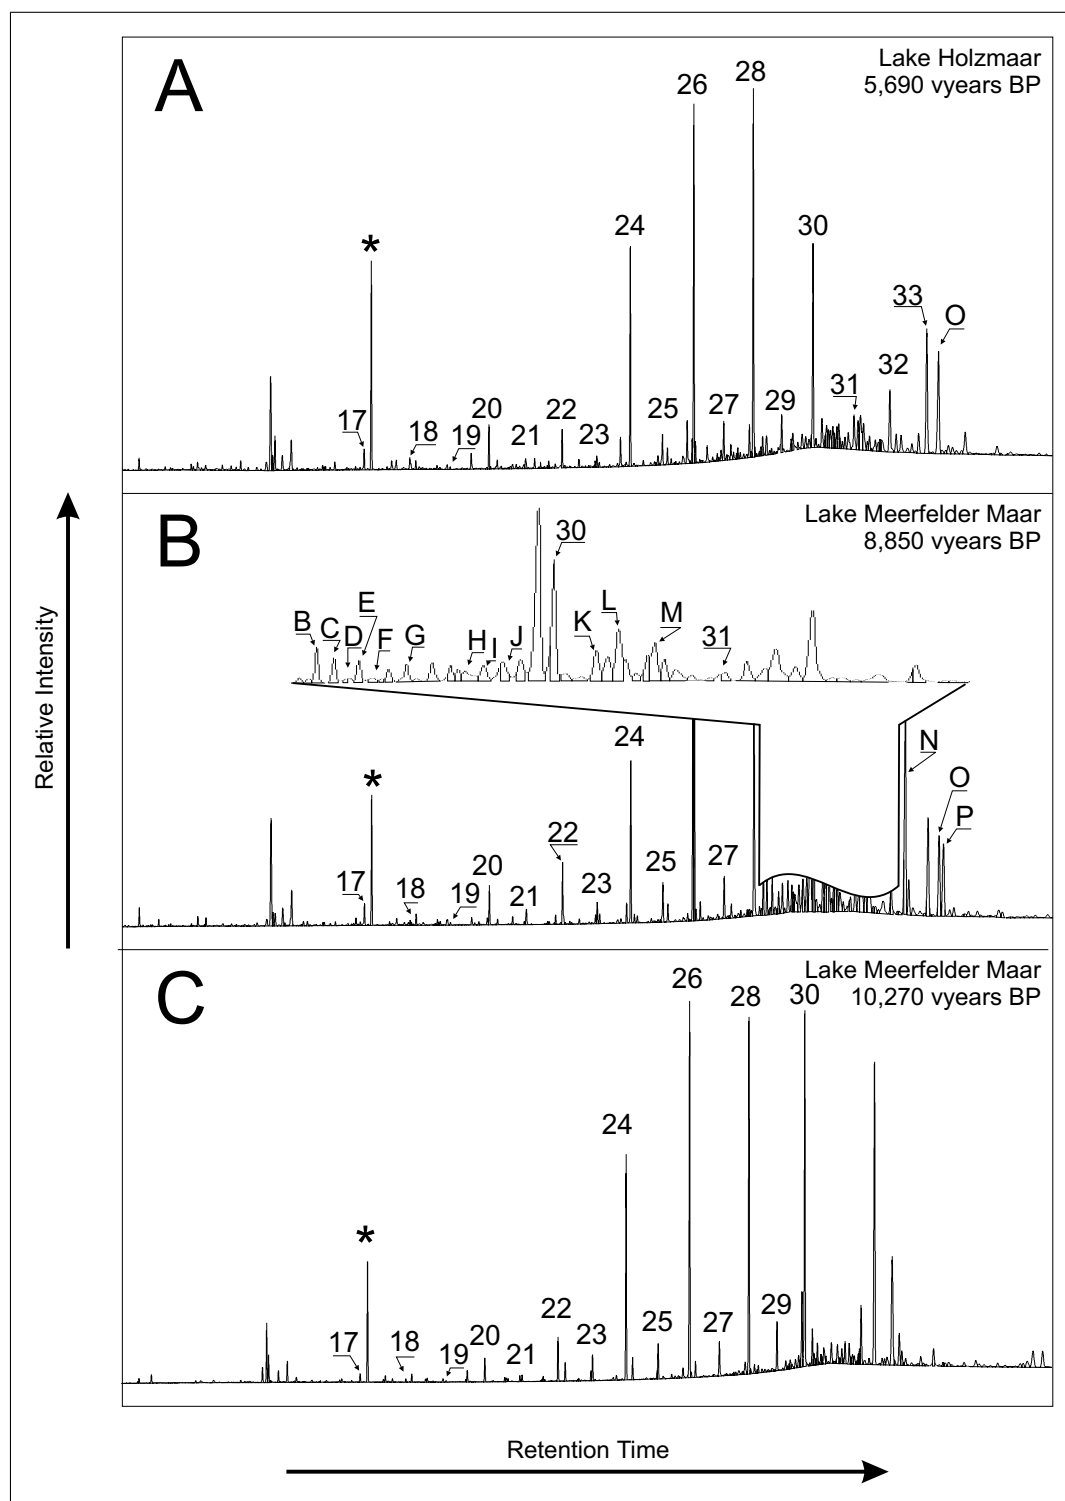 A
Lake Holzmaar
5,690 vyears BP
*
17
18
19
20
21
22
23
24
25
26
27
28
29
30
31
32
33
O
B
Lake Meerfelder Maar
8,850 vyears BP
B
C
D
E
F
G
H
I
J
30
K
L
M
31
*
17
18
19
20
21
22
23
24
25
27
N
O
P
C
Lake Meerfelder Maar
10,270 vyears BP
*
17
18
19
20
21
22
23
24
25
26
27
28
29
30
Relative Intensity
Retention Time